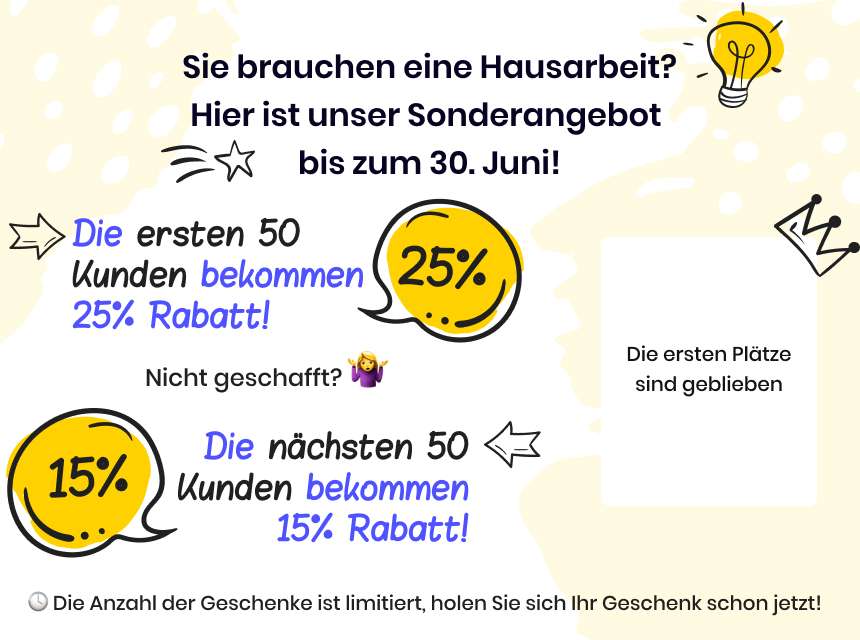 Sie brauchen eine Hausarbeit?
Hier ist unser Sonderangebot
bis zum 30. Juni!
Die ersten 50
Kunden bekommen
25% Rabatt!
25%
Nicht geschafft?
15%
Die nächsten 50
Kunden bekommen
15% Rabatt!
Die ersten Plätze
sind geblieben
Die Anzahl der Geschenke ist limitiert, holen Sie sich Ihr Geschenk schon jetzt!